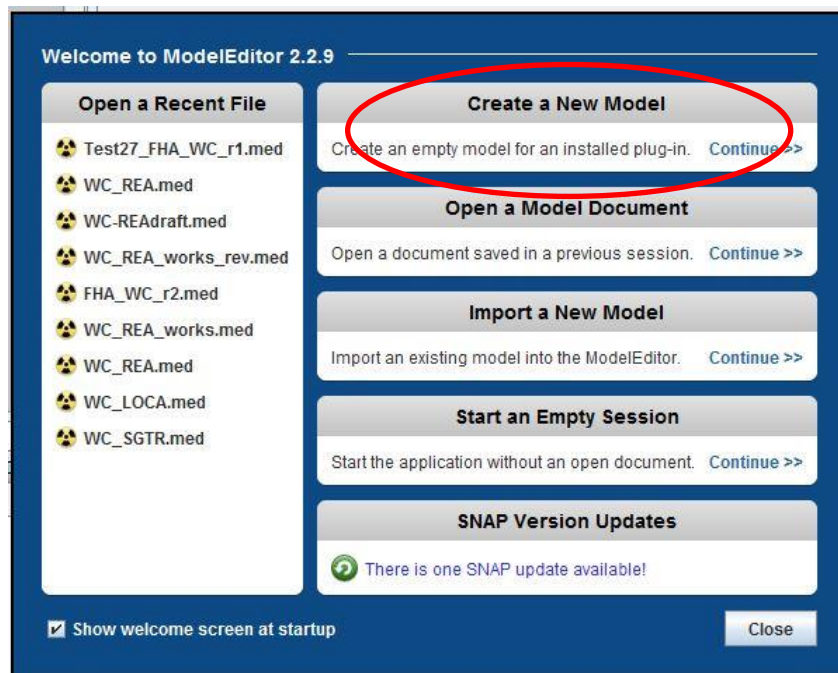 Welcome to ModelEditor 2.2.9
Open a Recent File
Test27_FHA_WC_r1.med
WC_REA.med
WC-REAdraft.med
WC_REA_works_rev.med
FHA_WC_r2.med
WC_REA_works.med
WC_REA.med
WC_LOCA.med
WC_SGTR.med
Create a New Model
Create an empty model for an installed plug-in. Continue >>
Open a Model Document
Open a document saved in a previous session. Continue >>
Import a New Model
Import an existing model into the ModelEditor. Continue >>
Start an Empty Session
Start the application without an open document. Continue >>
SNAP Version Updates
There is one SNAP update available!
Show welcome screen at startup
Close